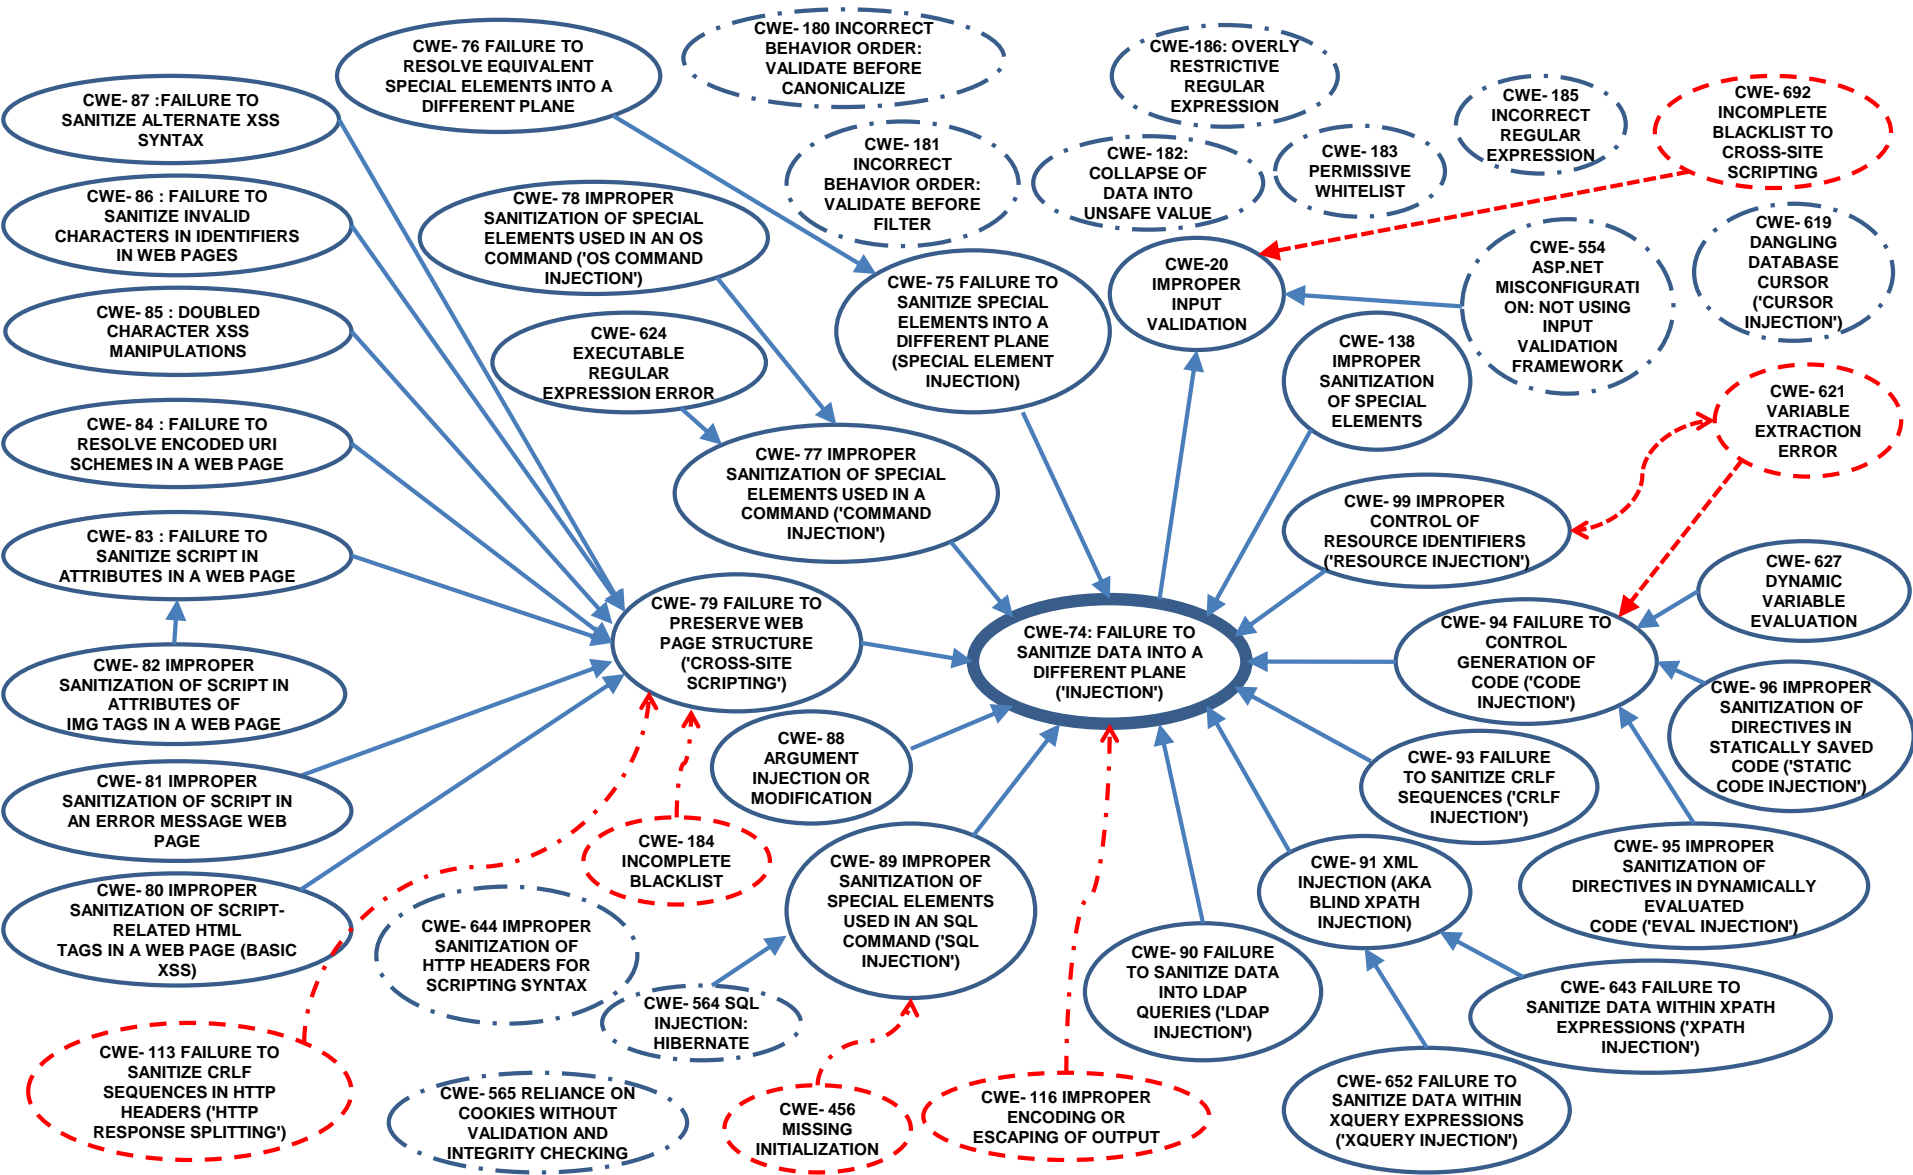 CWE- 76 FAILURE TO
RESOLVE EQUIVALENT
SPECIAL ELEMENTS INTO A
DIFFERENT PLANE
CWE- 180 INCORRECT
BEHAVIOR ORDER:
VALIDATE BEFORE
CANONICALIZE
CWE-186: OVERLY
RESTRICTIVE
REGULAR
EXPRESSION
CWE- 185
INCORRECT
REGULAR
EXPRESSION
CWE- 692
INCOMPLETE
BLACKLIST TO
CROSS-SITE
SCRIPTING
CWE- 87 :FAILURE TO
SANITIZE ALTERNATE XSS
SYNTAX
CWE- 181
INCORRECT
BEHAVIOR ORDER:
VALIDATE BEFORE
FILTER
CWE- 182:
COLLAPSE OF
DATA INTO
UNSAFE VALUE
CWE- 183
PERMISSIVE
WHITELIST
CWE- 86 : FAILURE TO
SANITIZE INVALID
CHARACTERS IN IDENTIFIERS
IN WEB PAGES
CWE- 78 IMPROPER
SANITIZATION OF SPECIAL
ELEMENTS USED IN AN OS
COMMAND ('OS COMMAND
INJECTION')
CWE- 75 FAILURE TO
SANITIZE SPECIAL
ELEMENTS INTO A
DIFFERENT PLANE
(SPECIAL ELEMENT
INJECTION)
CWE-20
IMPROPER
INPUT
VALIDATION
CWE- 554
ASP.NET
MISCONFIGURATI
ON: NOT USING
INPUT
VALIDATION
FRAMEWORK
CWE- 619
DANGLING
DATABASE
CURSOR
('CURSOR
INJECTION')
CWE- 85 : DOUBLED
CHARACTER XSS
MANIPULATIONS
CWE- 624
EXECUTABLE
REGULAR
EXPRESSION ERROR
CWE- 138
IMPROPER
SANITIZATION
OF SPECIAL
ELEMENTS
CWE- 621
VARIABLE
EXTRACTION
ERROR
CWE- 84 : FAILURE TO
RESOLVE ENCODED URI
SCHEMES IN A WEB PAGE
CWE- 77 IMPROPER
SANITIZATION OF SPECIAL
ELEMENTS USED IN A
COMMAND ('COMMAND
INJECTION')
CWE- 99 IMPROPER
CONTROL OF
RESOURCE IDENTIFIERS
('RESOURCE INJECTION')
CWE- 83 : FAILURE TO
SANITIZE SCRIPT IN
ATTRIBUTES IN A WEB PAGE
CWE- 627
DYNAMIC
VARIABLE
EVALUATION
CWE- 79 FAILURE TO
PRESERVE WEB
PAGE STRUCTURE
('CROSS-SITE
SCRIPTING')
CWE-74: FAILURE TO
SANITIZE DATA INTO A
DIFFERENT PLANE
('INJECTION')
CWE- 94 FAILURE TO
CONTROL
GENERATION OF
CODE ('CODE
INJECTION')
CWE- 82 IMPROPER
SANITIZATION OF SCRIPT IN
ATTRIBUTES OF
IMG TAGS IN A WEB PAGE
CWE- 96 IMPROPER
SANITIZATION OF
DIRECTIVES IN
STATICALLY SAVED
CODE ('STATIC
CODE INJECTION')
CWE- 88
ARGUMENT
INJECTION OR
MODIFICATION
CWE- 93 FAILURE
TO SANITIZE CRLF
SEQUENCES ('CRLF
INJECTION')
CWE- 81 IMPROPER
SANITIZATION OF SCRIPT IN
AN ERROR MESSAGE WEB
PAGE
CWE- 184
INCOMPLETE
BLACKLIST
CWE- 89 IMPROPER
SANITIZATION OF
SPECIAL ELEMENTS
USED IN AN SQL
COMMAND ('SQL
INJECTION')
CWE- 91 XML
INJECTION (AKA
BLIND XPATH
INJECTION)
CWE- 95 IMPROPER
SANITIZATION OF
DIRECTIVES IN DYNAMICALLY
EVALUATED
CODE ('EVAL INJECTION')
CWE- 80 IMPROPER
SANITIZATION OF SCRIPT-
RELATED HTML
TAGS IN A WEB PAGE (BASIC
XSS)
CWE- 644 IMPROPER
SANITIZATION OF
HTTP HEADERS FOR
SCRIPTING SYNTAX
CWE- 90 FAILURE
TO SANITIZE DATA
INTO LDAP
QUERIES ('LDAP
INJECTION')
CWE- 564 SQL
INJECTION:
HIBERNATE
CWE- 643 FAILURE TO
SANITIZE DATA WITHIN XPATH
EXPRESSIONS ('XPATH
INJECTION')
CWE- 113 FAILURE TO
SANITIZE CRLF
SEQUENCES IN HTTP
HEADERS ('HTTP
RESPONSE SPLITTING')
CWE- 565 RELIANCE ON
COOKIES WITHOUT
VALIDATION AND
INTEGRITY CHECKING
CWE- 456
MISSING
INITIALIZATION
CWE- 116 IMPROPER
ENCODING OR
ESCAPING OF OUTPUT
CWE- 652 FAILURE TO
SANITIZE DATA WITHIN
XQUERY EXPRESSIONS
('XQUERY INJECTION')